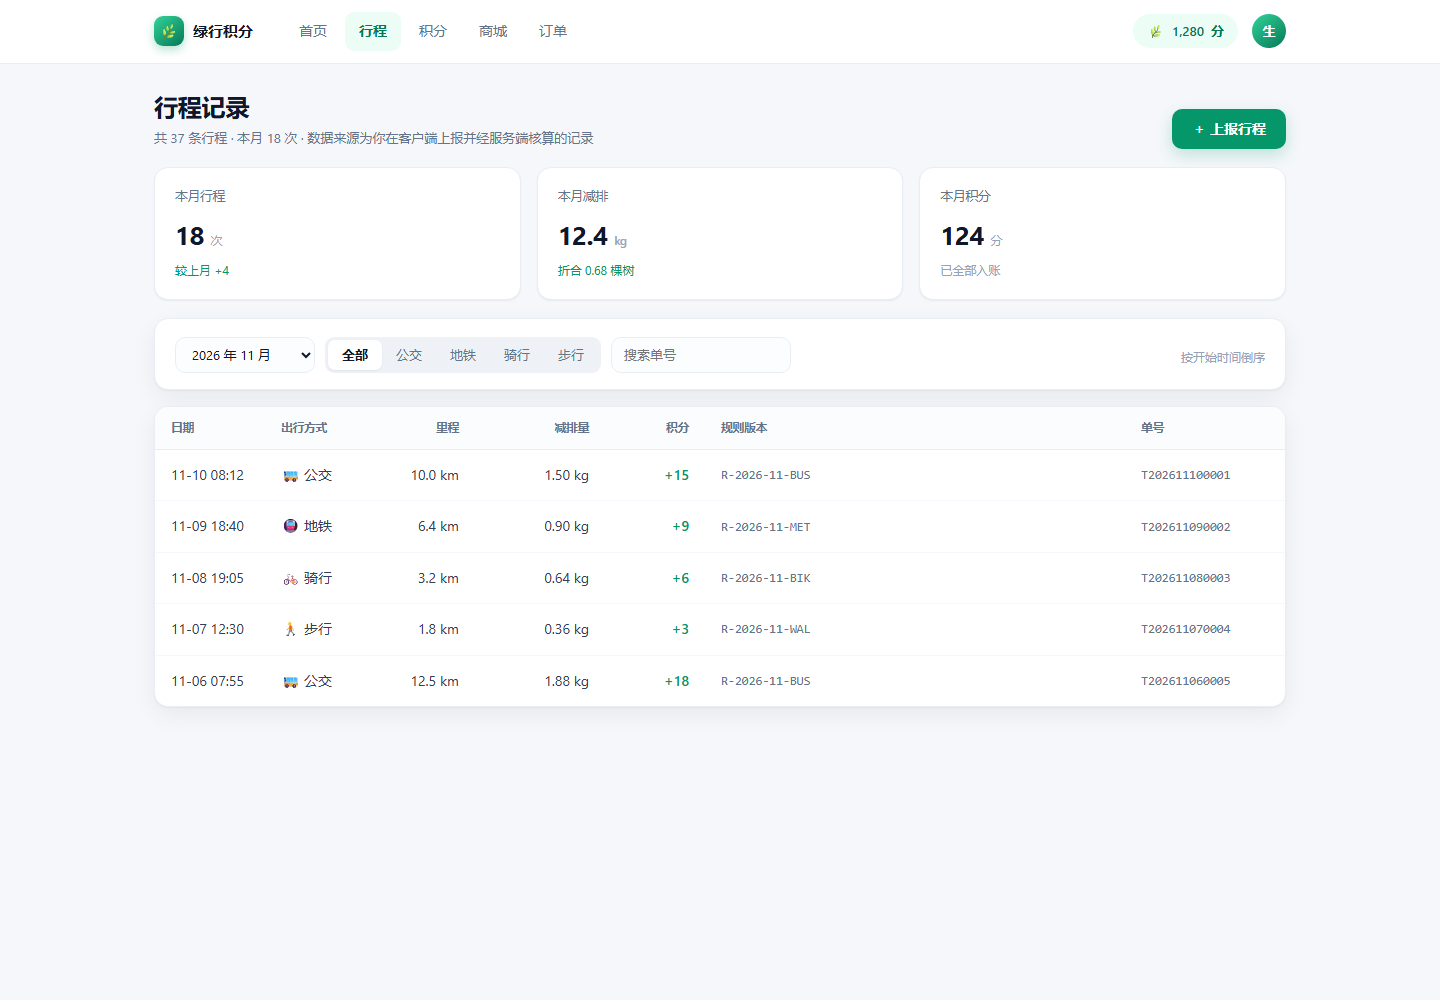 绿行积分 首页 行程 积分 商城 订单 1,280 分 生
行程记录
共 37 条行程 · 本月 18 次 · 数据来源为你在客户端上报并经服务端核算的记录
+ 上报行程
本月行程
18 次
较上月 +4
本月减排
12.4 kg
折合 0.68 棵树
本月积分
124 分
已全部入账
2026 年 11 月 全部 公交 地铁 骑行 步行 搜索单号 按开始时间倒序
日期 出行方式 里程 减排量 积分 规则版本 单号
11-10 08:12 公交 10.0 km 1.50 kg +15 R-2026-11-BUS T202611100001
11-09 18:40 地铁 6.4 km 0.90 kg +9 R-2026-11-MET T202611090002
11-08 19:05 骑行 3.2 km 0.64 kg +6 R-2026-11-BIK T202611080003
11-07 12:30 步行 1.8 km 0.36 kg +3 R-2026-11-WAL T202611070004
11-06 07:55 公交 12.5 km 1.88 kg +18 R-2026-11-BUS T202611060005